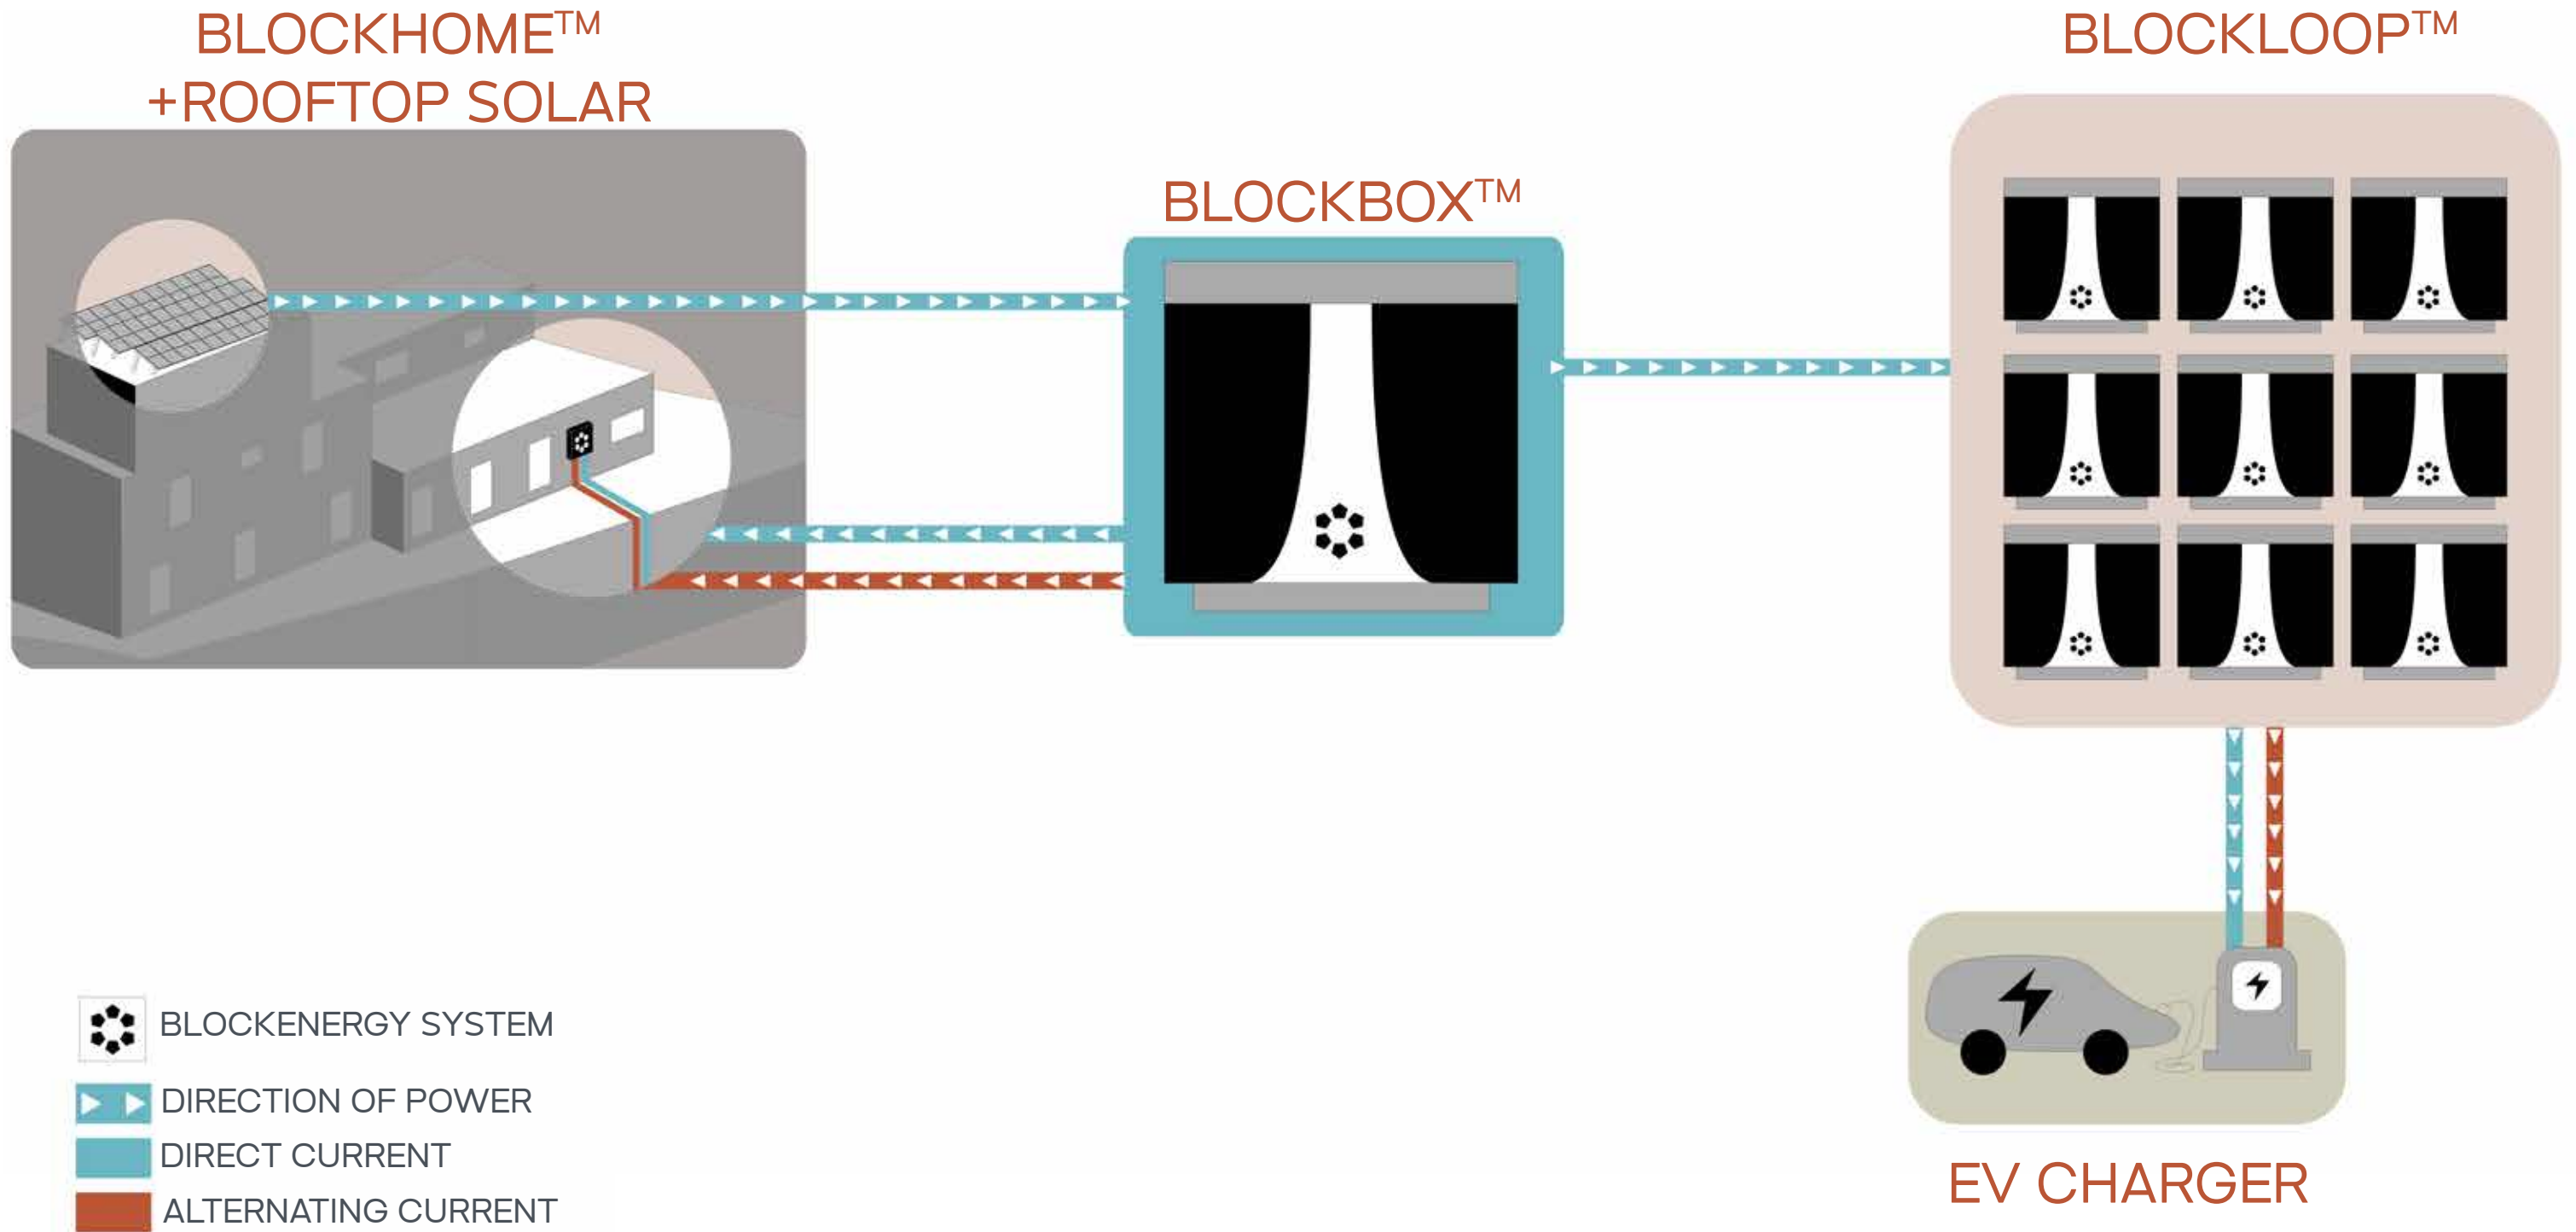 BLOCKHOME™
+ROOFTOP SOLAR
BLOCKBOX™
BLOCKLOOP™
BLOCKENERGY SYSTEM
DIRECTION OF POWER
DIRECT CURRENT
ALTERNATING CURRENT
EV CHARGER